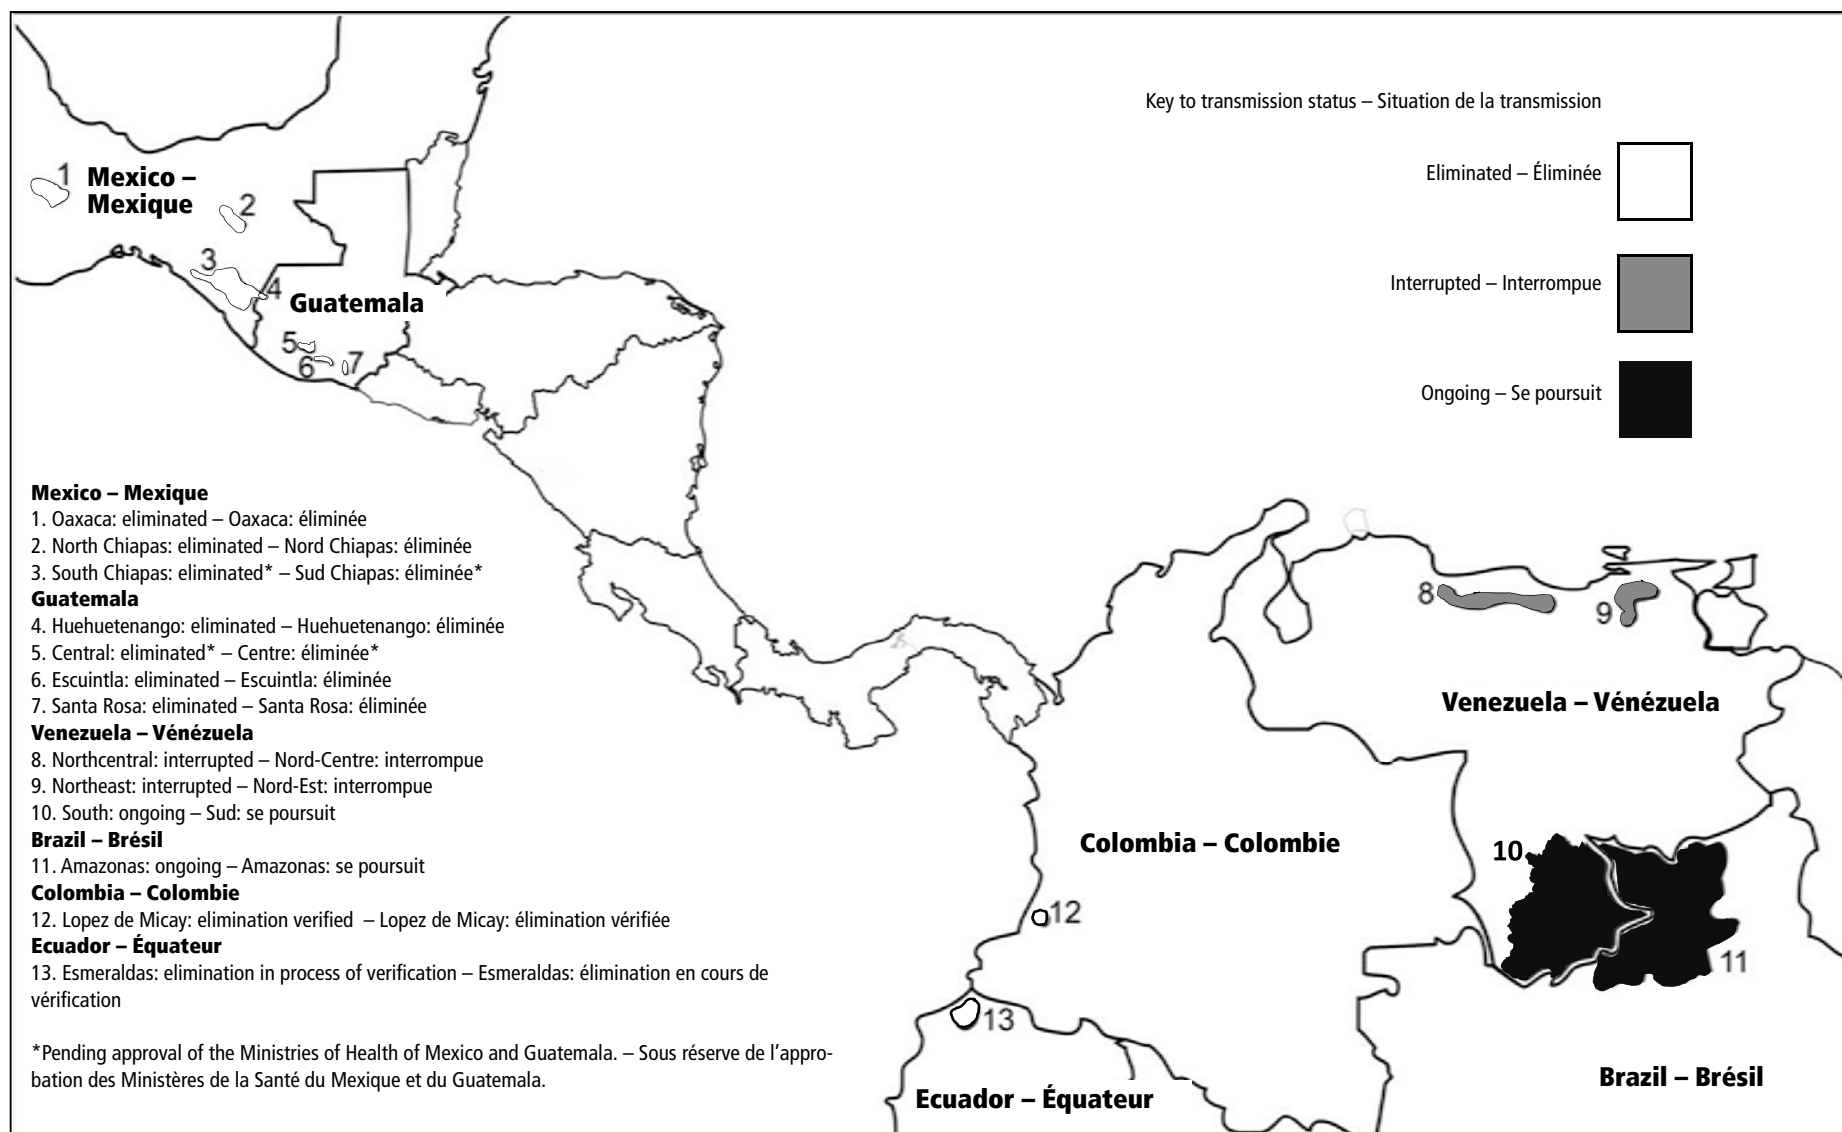 Key to transmission status – Situation de la transmission
Eliminated – Éliminée
Interrupted – Interrompue
Ongoing – Se poursuit
1
Mexico –
Mexique
2
3
4
Guatemala
5
6
7
Mexico – Mexique
1. Oaxaca: eliminated – Oaxaca: éliminée
2. North Chiapas: eliminated – Nord Chiapas: éliminée
3. South Chiapas: eliminated* – Sud Chiapas: éliminée*
Guatemala
4. Huehuetenango: eliminated – Huehuetenango: éliminée
5. Central: eliminated* – Centre: éliminée*
6. Escuintla: eliminated – Escuintla: éliminée
7. Santa Rosa: eliminated – Santa Rosa: éliminée
Venezuela – Vénézuela
8. Northcentral: interrupted – Nord-Centre: interrompue
9. Northeast: interrupted – Nord-Est: interrompue
10. South: ongoing – Sud: se poursuit
Brazil – Brésil
11. Amazonas: ongoing – Amazonas: se poursuit
Colombia – Colombie
12. Lopez de Micay: elimination verified – Lopez de Micay: élimination vérifiée
Ecuador – Équateur
13. Esmeraldas: elimination in process of verification – Esmeraldas: élimination en cours de
vérification
*Pending approval of the Ministries of Health of Mexico and Guatemala. – Sous réserve de l'appro-
bation des Ministères de la Santé du Mexique et du Guatemala.
8
9
Venezuela – Vénézuela
Colombia – Colombie
10
12
11
13
Brazil – Brésil
Ecuador – Équateur